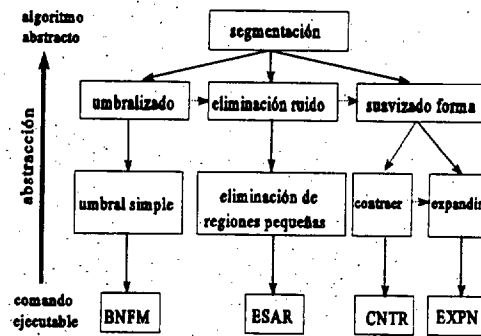 algoritmo
abstracto
segmentación
umbralizado
eliminación ruido
suavizado forma
abstracción
umbral simple
eliminación de
regiones pequeñas
contraer
expandir
comando
ejecutable
BNFM
ESAR
CNTR
EXPN